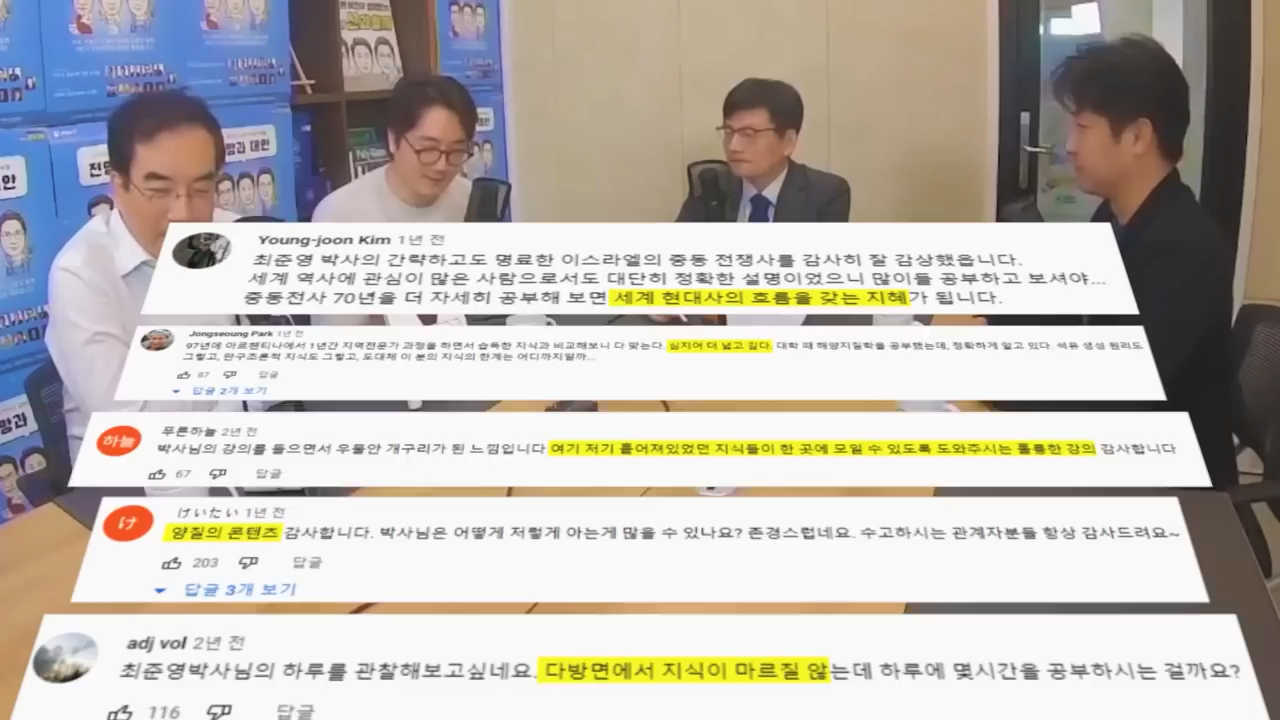 신과함께
전망과 대안
전망
대안
망과
Young-joon Kim 1년 전
최준영 박사의 간략하고도 명료한 이스라엘의 중동 전쟁사를 감사히 잘 감상했읍니다.
세계 역사에 관심이 많은 사람으로서도 대단히 정확한 설명이었으니 많이들 공부하고 보셔야...
중동전사 70년을 더 자세히 공부해 보면 세계 현대사의 흐름을 갖는 지혜가 됩니다.
Jongseoung Park 1년 전
97년에 아르헨티나에서 1년간 지역전문가 과정을 하면서 습득한 지식과 비교해보니 다 맞는다. 심지어 더 넓고 깊다. 대학 때 해양지질학을 공부했는데, 정확하게 알고 있다. 석유 생성 원리도
그렇고, 판구조론적 지식도 그렇고, 도대체 이 분의 지식의 한계는 어디까지일까...
87 답글
답글 2개 보기
하늘
푸른하늘 2년 전
박사님의 강의를 들으면서 우물안 개구리가 된 느낌입니다 여기 저기 흩어져있었던 지식들이 한 곳에 모일 수 있도록 도와주시는 훌륭한 강의 감사합니다
67 답글
け
けいたい 1년 전
양질의 콘텐츠 감사합니다. 박사님은 어떻게 저렇게 아는게 많을 수 있나요? 존경스럽네요. 수고하시는 관계자분들 항상 감사드려요~
203 답글
답글 3개 보기
adj vol 2년 전
최준영박사님의 하루를 관찰해보고싶네요. 다방면에서 지식이 마르질 않는데 하루에 몇시간을 공부하시는 걸까요?
116 답글